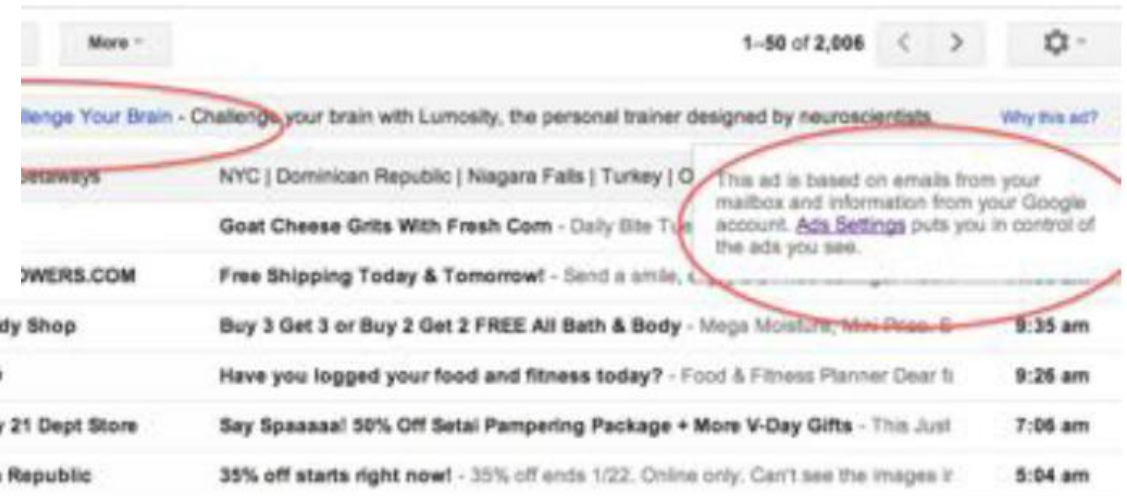 More
1–50 of 2,006
llenge Your Brain - Challenge your brain with Lumosity, the personal trainer designed by neuroscientists
Why this ad?
Getaways NYC | Dominican Republic | Niagara Falls | Turkey | O
This ad is based on emails from your
mailbox and information from your Google
account. Ads Settings puts you in control of
the ads you see.
Goat Cheese Grits With Fresh Corn - Daily Bite Tue
OWERS.COM Free Shipping Today & Tomorrow! - Send a smile,
dy Shop Buy 3 Get 3 or Buy 2 Get 2 FREE All Bath & Body - Mega Moisture, Mini Price. 9:35 am
Have you logged your food and fitness today? - Food & Fitness Planner Dear 9:26 am
y 21 Dept Store Say Spaaaaa! 50% Off Setai Pampering Package + More V-Day Gifts - This Just 7:06 am
Republic 35% off starts right now! - 35% off ends 1/22. Online only. Can't see the images 5:04 am